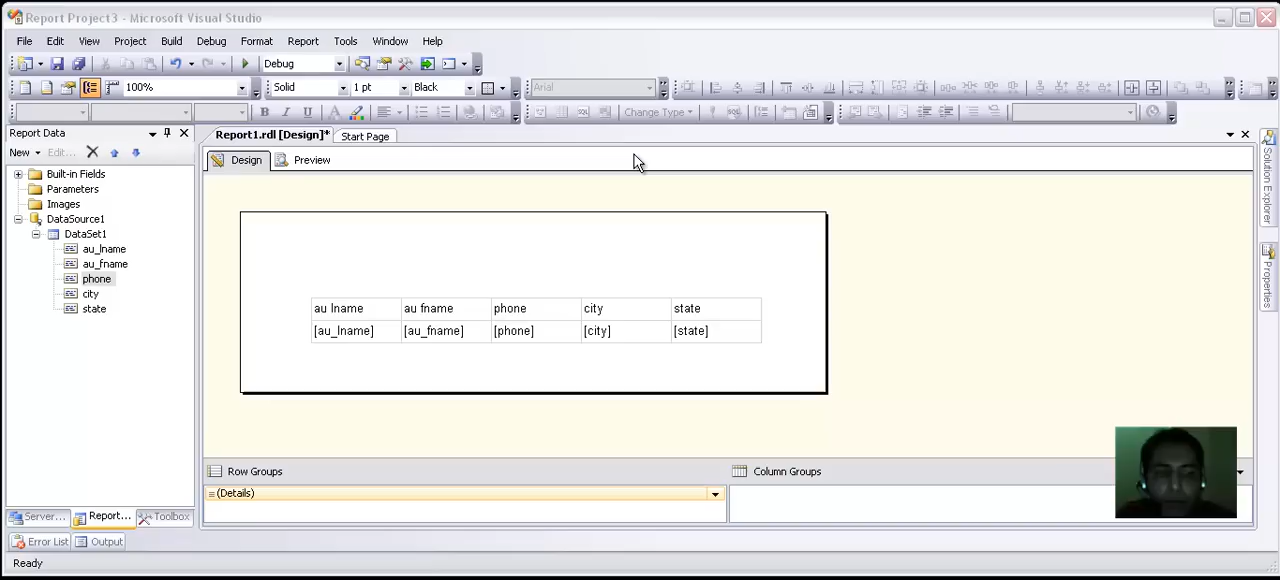 Report Project3 - Microsoft Visual Studio
File Edit View Project Build Debug Format Report Tools Window Help
Debug
100% Solid 1 pt Black Arial
B I U A Change Type
Report Data
New Edit...
Built-in Fields
Parameters
Images
DataSource1
DataSet1
au_lname
au_fname
phone
city
state
Server... Report... Toolbox
Report1.rdl [Design]* Start Page
Design Preview
au lname au fname phone city state
[au_lname] [au_fname] [phone] [city] [state]
Row Groups Column Groups
(Details)
Solution Explorer
Properties
Error List Output
Ready